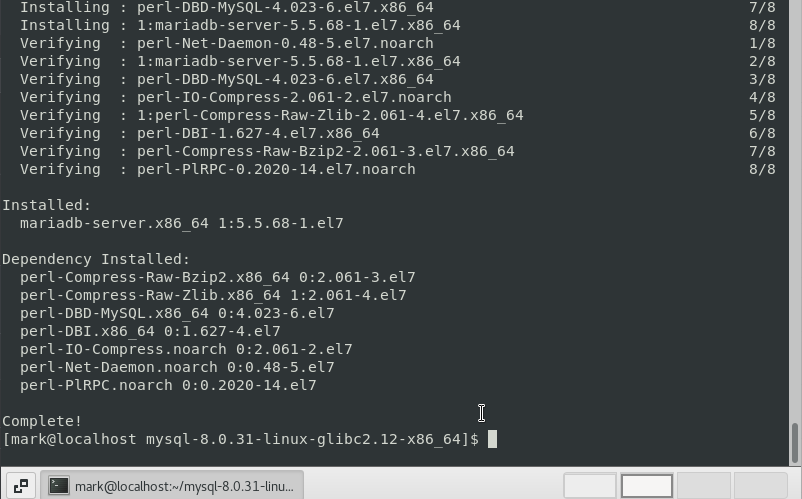 Installing : perl-DBD-MySQL-4.023-6.el7.x86_64 7/8
Installing : 1:mariadb-server-5.5.68-1.el7.x86_64 8/8
Verifying  : perl-Net-Daemon-0.48-5.el7.noarch 1/8
Verifying  : 1:mariadb-server-5.5.68-1.el7.x86_64 2/8
Verifying  : perl-DBD-MySQL-4.023-6.el7.x86_64 3/8
Verifying  : perl-IO-Compress-2.061-2.el7.noarch 4/8
Verifying  : 1:perl-Compress-Raw-Zlib-2.061-4.el7.x86_64 5/8
Verifying  : perl-DBI-1.627-4.el7.x86_64 6/8
Verifying  : perl-Compress-Raw-Bzip2-2.061-3.el7.x86_64 7/8
Verifying  : perl-PlRPC-0.2020-14.el7.noarch 8/8
Installed:
mariadb-server.x86_64 1:5.5.68-1.el7
Dependency Installed:
perl-Compress-Raw-Bzip2.x86_64 0:2.061-3.el7
perl-Compress-Raw-Zlib.x86_64 1:2.061-4.el7
perl-DBD-MySQL.x86_64 0:4.023-6.el7
perl-DBI.x86_64 0:1.627-4.el7
perl-IO-Compress.noarch 0:2.061-2.el7
perl-Net-Daemon.noarch 0:0.48-5.el7
perl-PlRPC.noarch 0:0.2020-14.el7
Complete!
[mark@localhost mysql-8.0.31-linux-glibc2.12-x86_64]$
mark@localhost:~/mysql-8.0.31-linu...